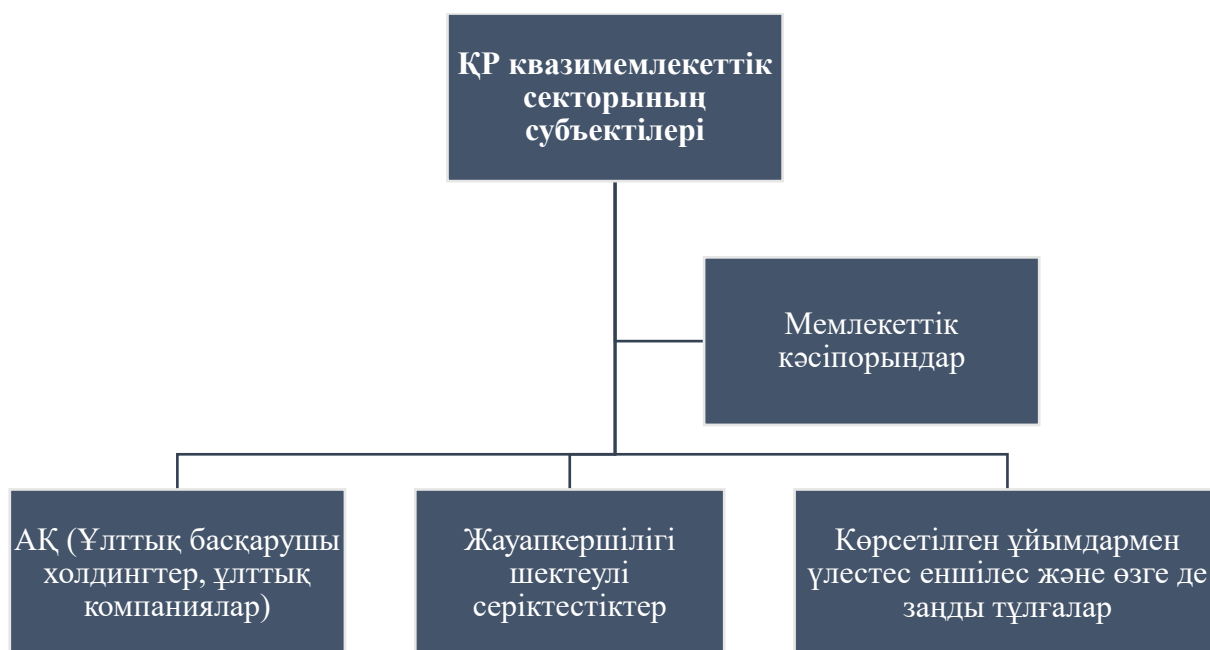 ҚР квазимемлекеттік
секторының
субъектілері
Мемлекеттік
кәсіпорындар
АҚ (Ұлттық басқарушы
холдингтер, ұлттық
компаниялар)
Жауапкершілігі
шектеулі
серіктестіктер
Көрсетілген ұйымдармен
үлестес еншілес және өзге де
заңды тұлғалар